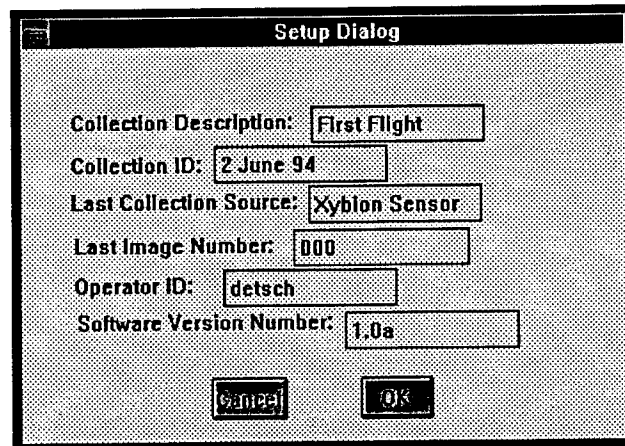 Setup Dialog
Collection Description: First Flight
Collection ID: 2 June 94
Last Collection Source: Xybion Sensor
Last Image Number: 000
Operator ID: detsch
Software Version Number: 1.0a
Cancel OK